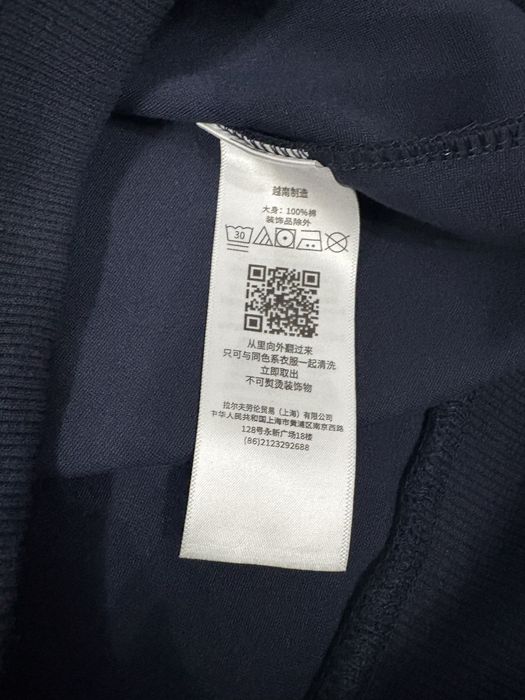 越南制造
大身：100%棉
装饰品除外
30
从里向外翻过来
只可与同色系衣服一起清洗
立即取出
不可熨烫装饰物
拉尔夫劳伦贸易（上海）有限公司
中华人民共和国上海市黄浦区南京西路
128号永新广场18楼
(86)2123292688